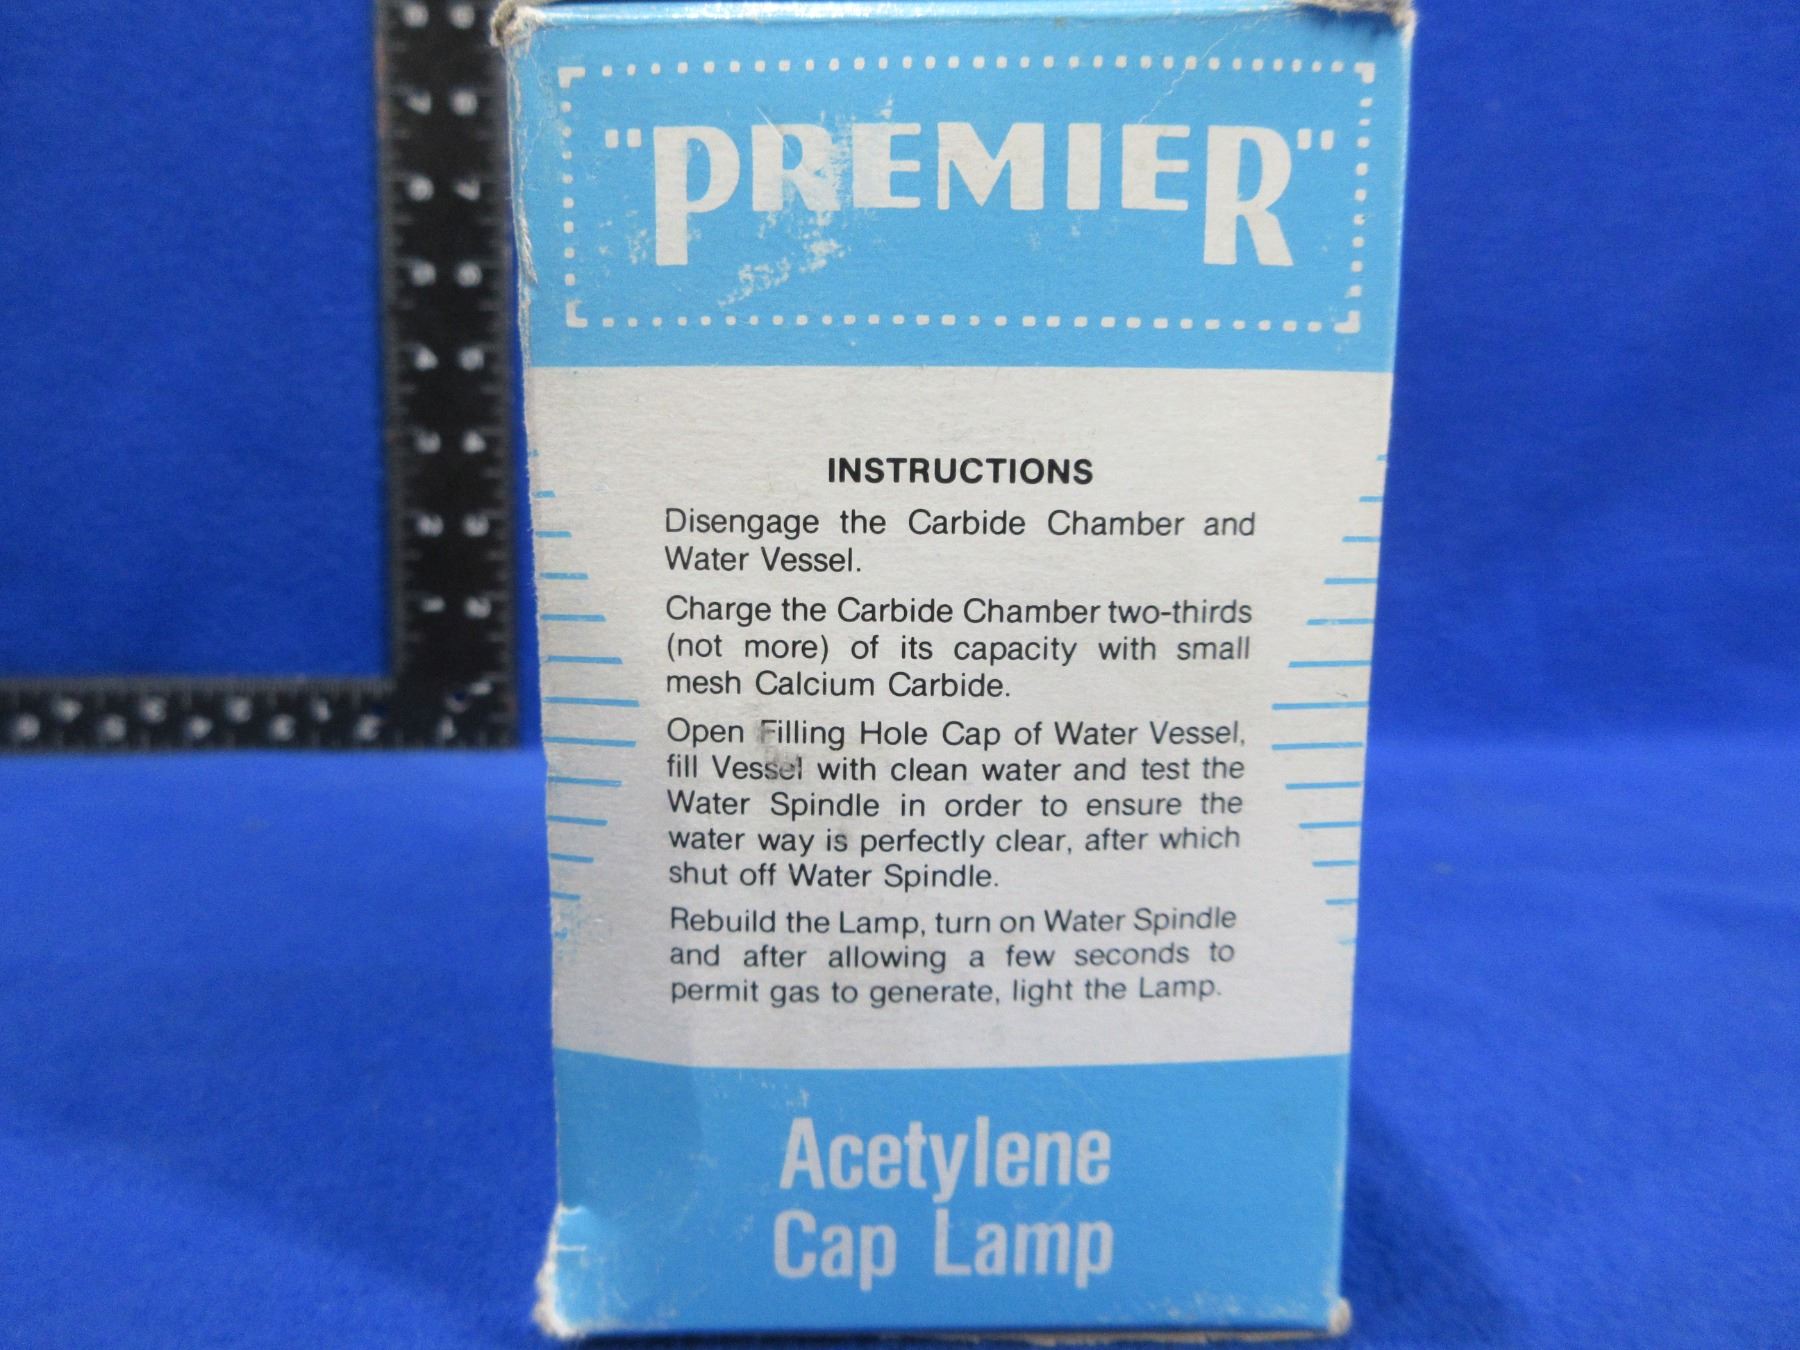 "PREMIER"
INSTRUCTIONS
Disengage the Carbide Chamber and
Water Vessel.
Charge the Carbide Chamber two-thirds
(not more) of its capacity with small
mesh Calcium Carbide.
Open Filling Hole Cap of Water Vessel,
fill Vessel with clean water and test the
Water Spindle in order to ensure the
water way is perfectly clear, after which
shut off Water Spindle.
Rebuild the Lamp, turn on Water Spindle
and after allowing a few seconds to
permit gas to generate, light the Lamp.
Acetylene
Cap Lamp